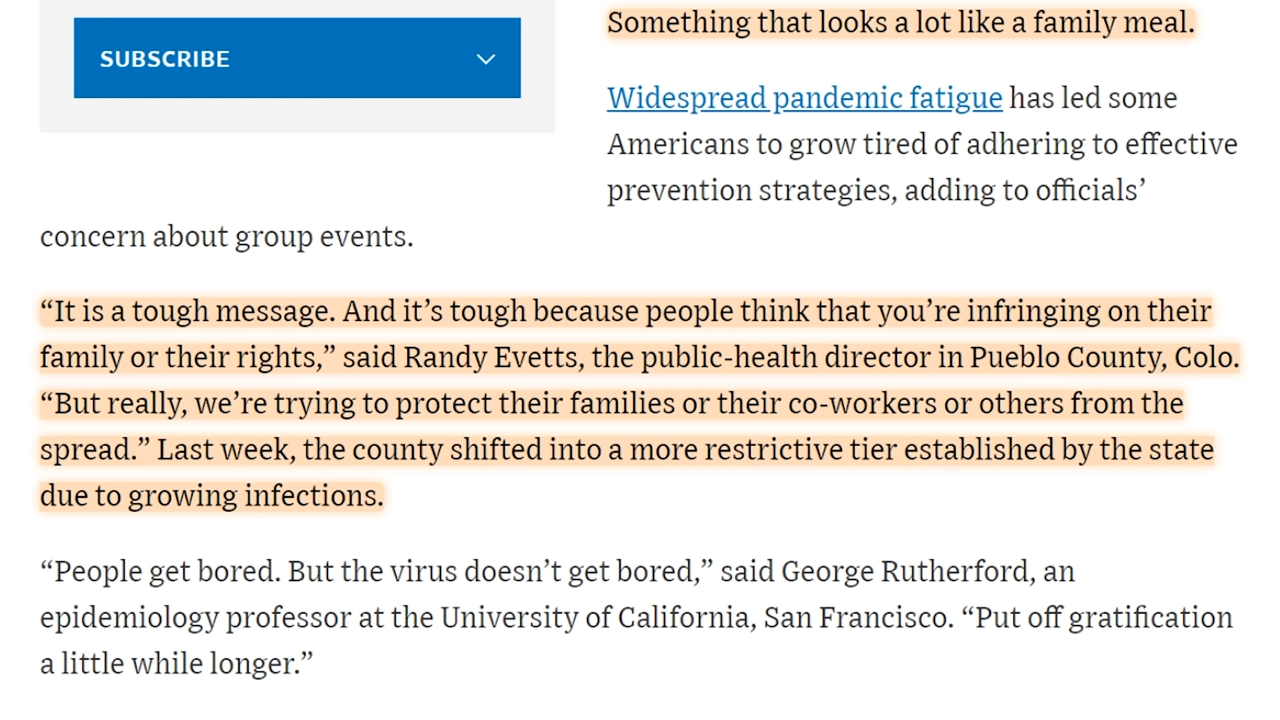 SUBSCRIBE
Something that looks a lot like a family meal.
Widespread pandemic fatigue has led some
Americans to grow tired of adhering to effective
prevention strategies, adding to officials’
concern about group events.
“It is a tough message. And it’s tough because people think that you’re infringing on their
family or their rights,” said Randy Evetts, the public-health director in Pueblo County, Colo.
“But really, we’re trying to protect their families or their co-workers or others from the
spread.” Last week, the county shifted into a more restrictive tier established by the state
due to growing infections.
“People get bored. But the virus doesn’t get bored,” said George Rutherford, an
epidemiology professor at the University of California, San Francisco. “Put off gratification
a little while longer.”